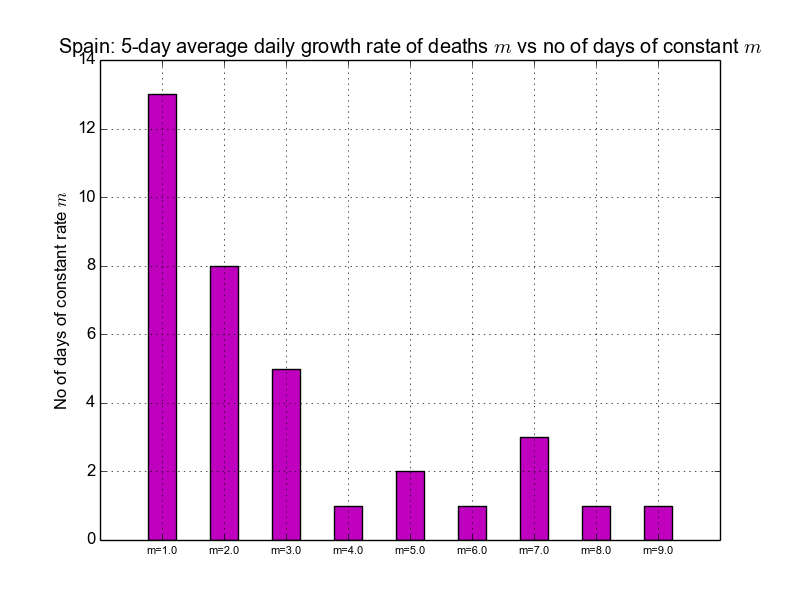 Spain: 5-day average daily growth rate of deaths m vs no of days of constant m
No of days of constant rate m
14
12
10
8
6
4
2
0
m=1.0 m=2.0 m=3.0 m=4.0 m=5.0 m=6.0 m=7.0 m=8.0 m=9.0